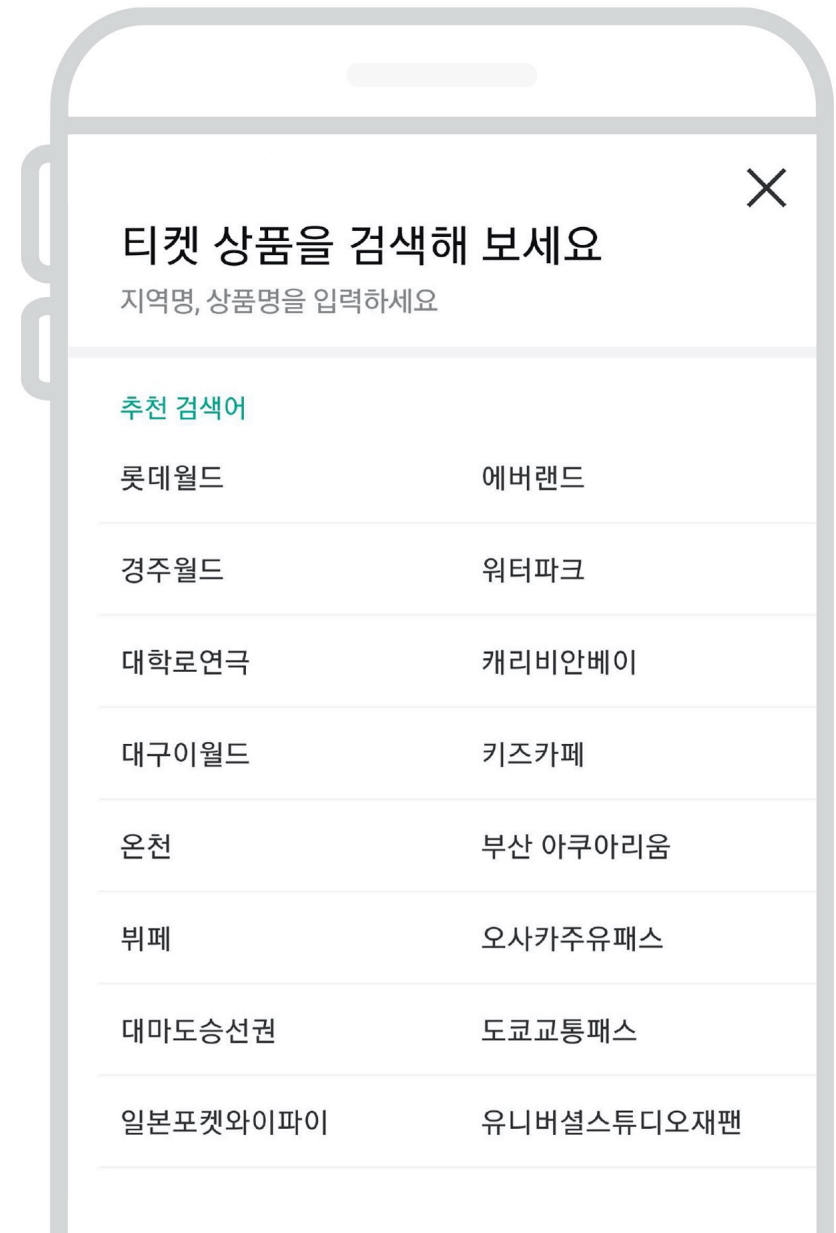 티켓 상품을 검색해 보세요
지역명, 상품명을 입력하세요
추천 검색어
롯데월드 에버랜드
경주월드 워터파크
대학로연극 캐리비안베이
대구이월드 키즈카페
온천 부산 아쿠아리움
뷔페 오사카주유패스
대마도승선권 도쿄교통패스
일본포켓와이파이 유니버셜스튜디오재팬